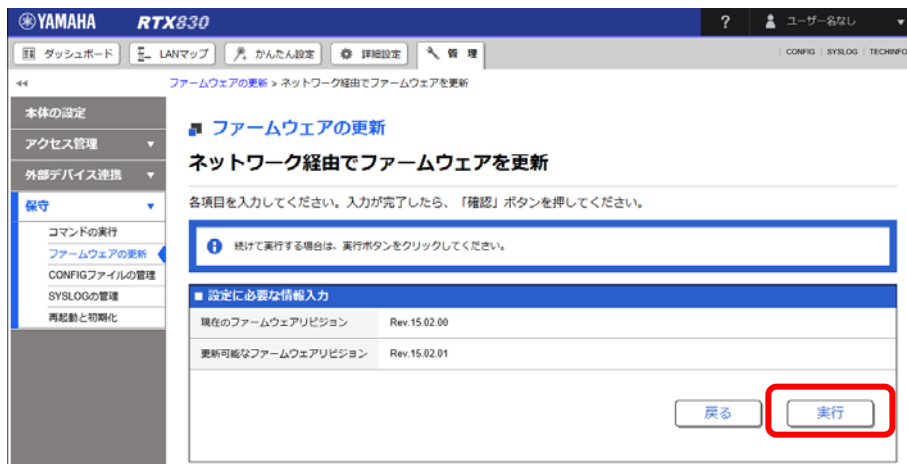 YAMAHA RTX830 ? ユーザー名なし
ダッシュボード LANマップ かんたん設定 詳細設定 管理 CONFIG | SYSLOG | TECHINFO
ファームウェアの更新 > ネットワーク経由でファームウェアを更新
本体の設定
アクセス管理
外部デバイス連携
保守
コマンドの実行
ファームウェアの更新
CONFIGファイルの管理
SYSLOGの管理
再起動と初期化
ファームウェアの更新
ネットワーク経由でファームウェアを更新
各項目を入力してください。入力が完了したら、「確認」ボタンを押してください。
続けて実行する場合は、実行ボタンをクリックしてください。
■ 設定に必要な情報入力
現在のファームウェアリビジョン Rev.15.02.00
更新可能なファームウェアリビジョン Rev.15.02.01
戻る 実行